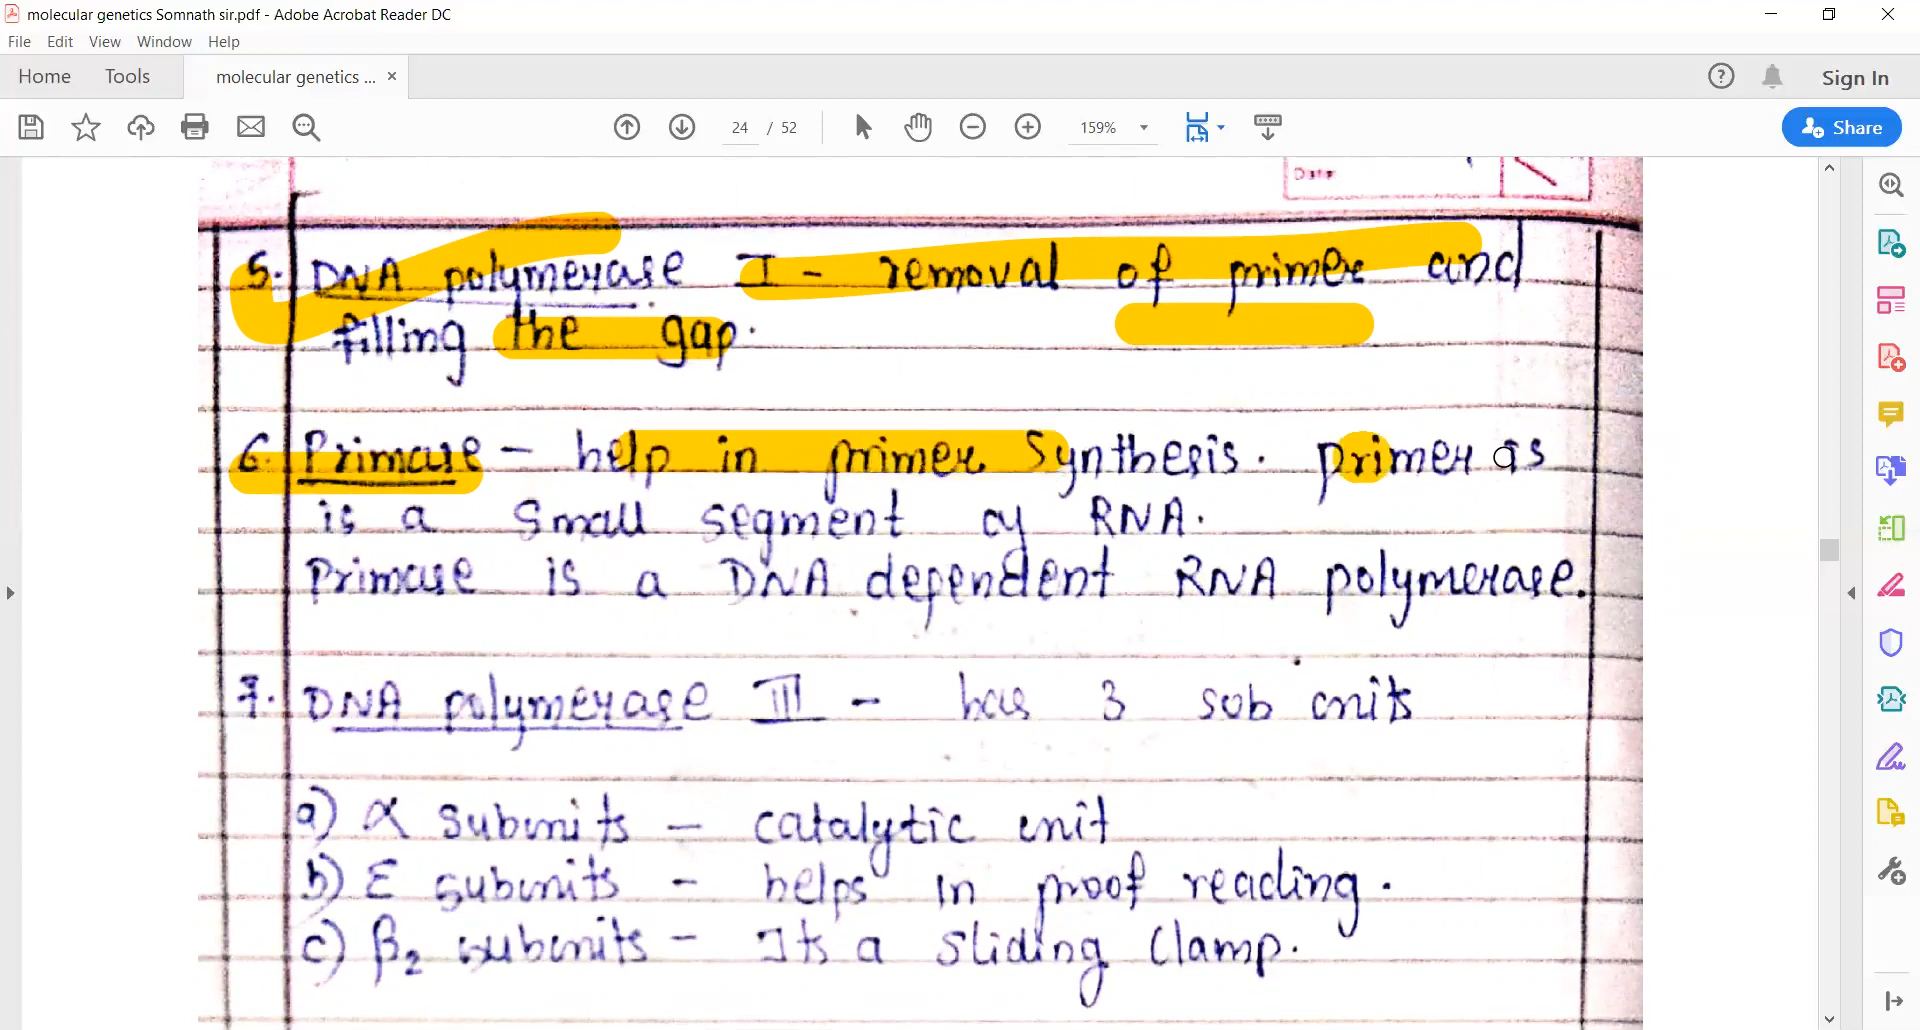 molecular genetics Somnath sir.pdf - Adobe Acrobat Reader DC
File Edit View Window Help
Home Tools molecular genetics ... × Sign In
24 / 52 159% Share
Date
5. DNA polymerase I - removal of primer and
filling the gap.
6. Primase - help in primer synthesis. primer as
is a small segment of RNA.
Primase is a DNA dependent RNA polymerase.
7. DNA polymerase III - has 3 sub units
a) α subunits - catalytic unit
b) ε subunits - helps in proof reading.
c) β2 subunits - Its a sliding clamp.